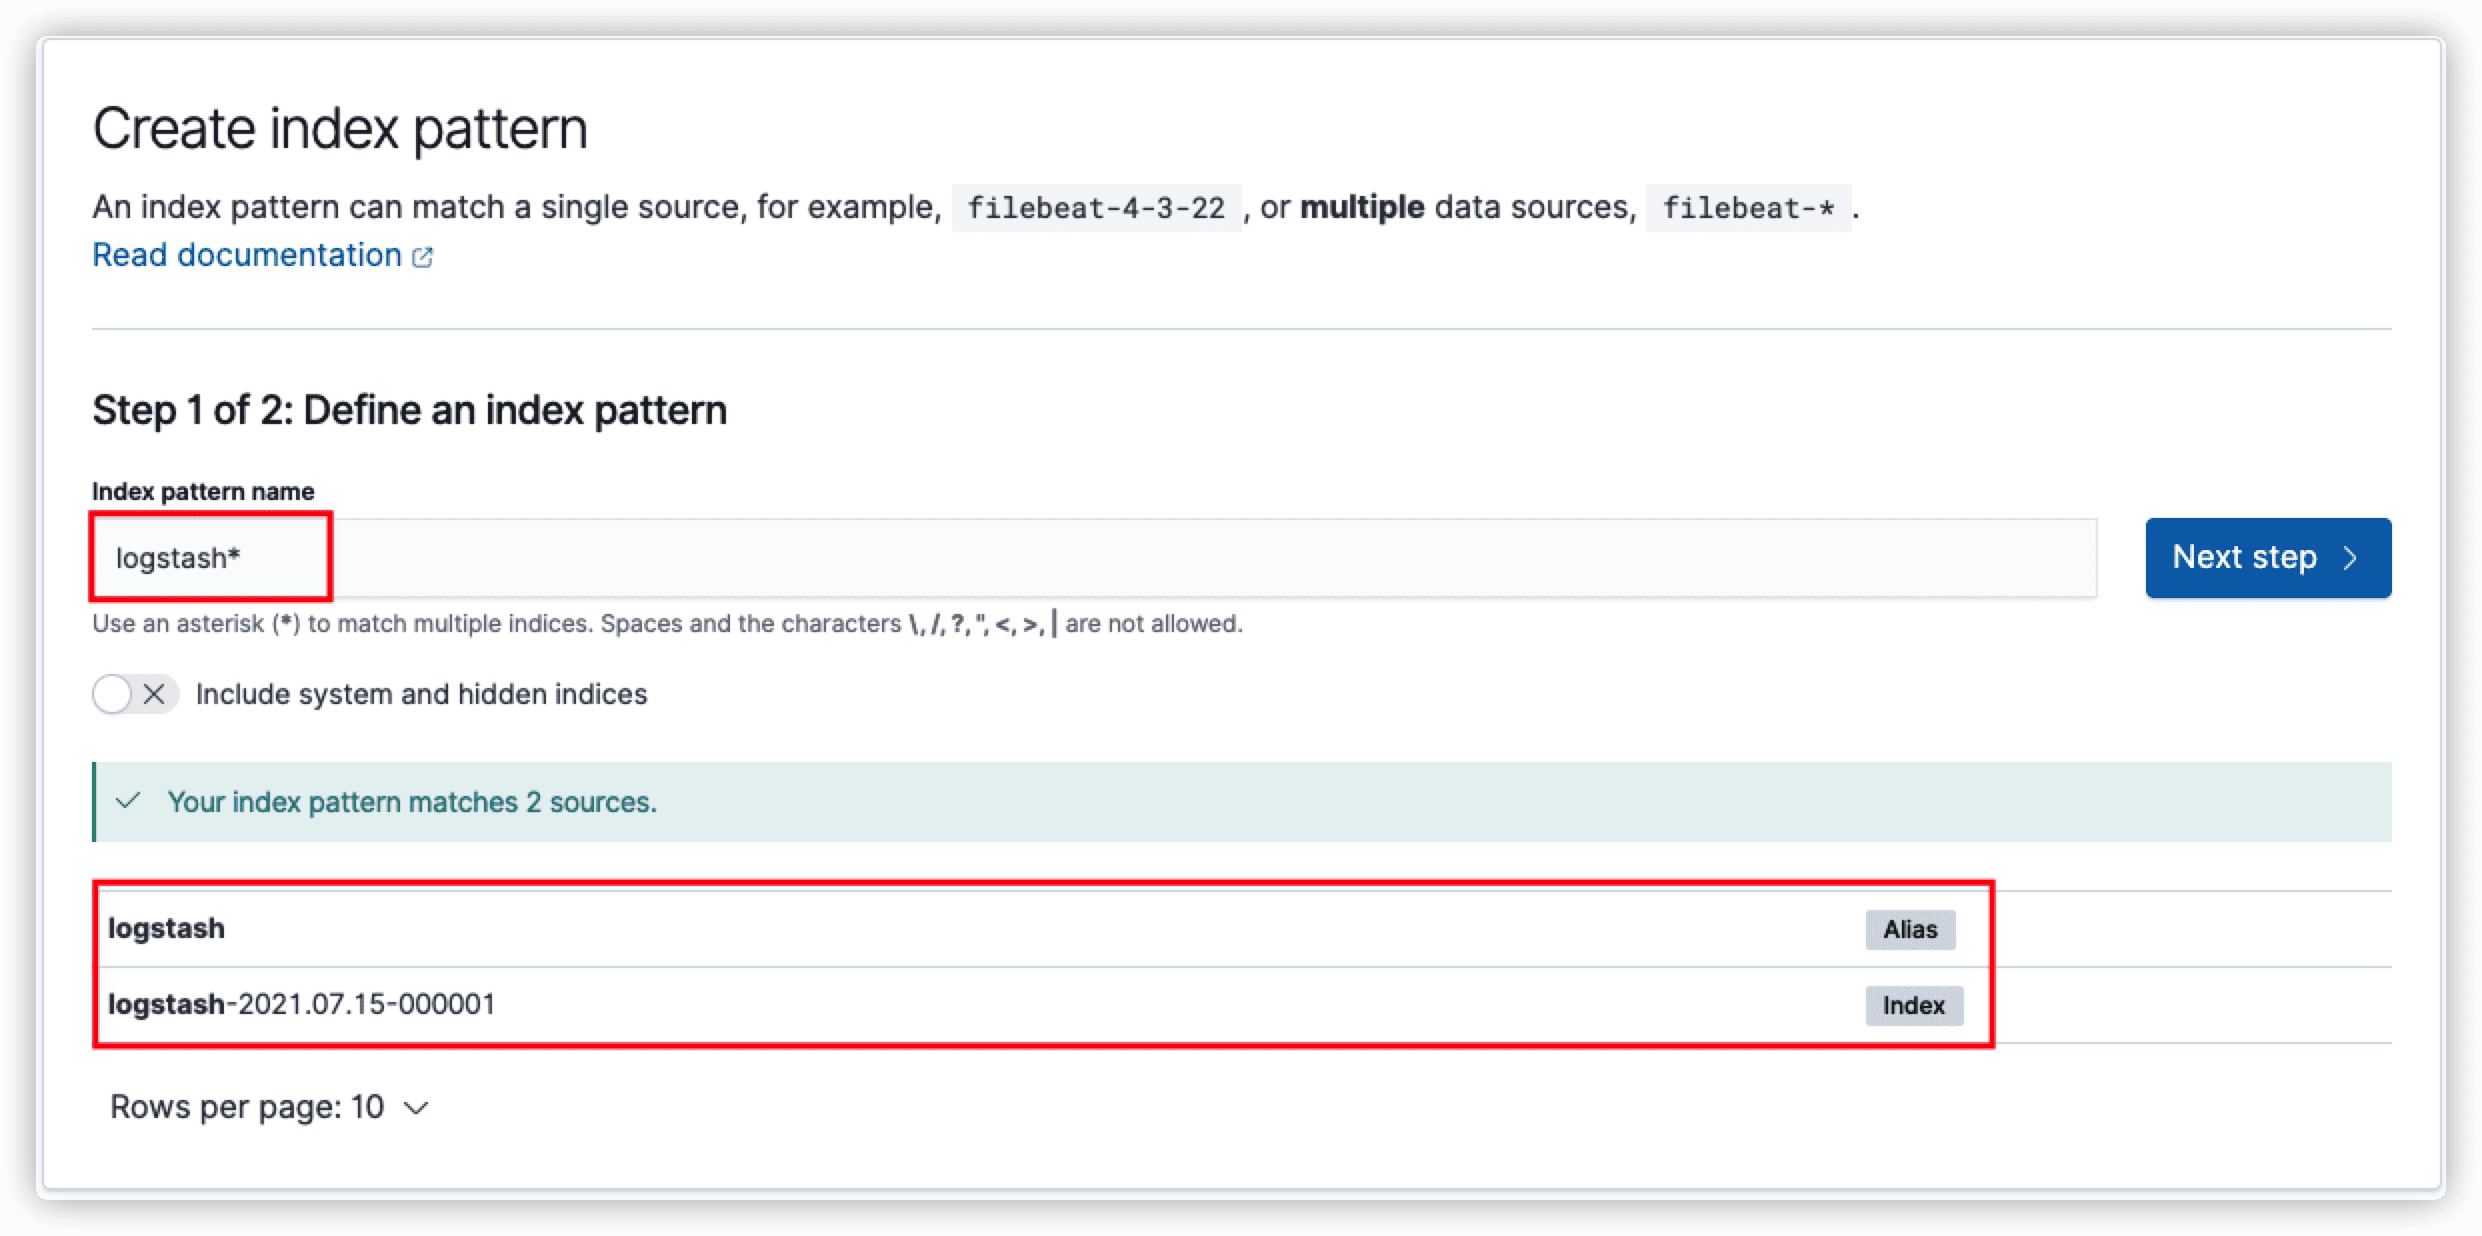 Create index pattern
An index pattern can match a single source, for example, filebeat-4-3-22 , or multiple data sources, filebeat-* .
Read documentation
Step 1 of 2: Define an index pattern
Index pattern name
logstash*
Next step
Use an asterisk (*) to match multiple indices. Spaces and the characters \, /, ?, ", <, >, | are not allowed.
Include system and hidden indices
Your index pattern matches 2 sources.
logstash Alias
logstash-2021.07.15-000001 Index
Rows per page: 10